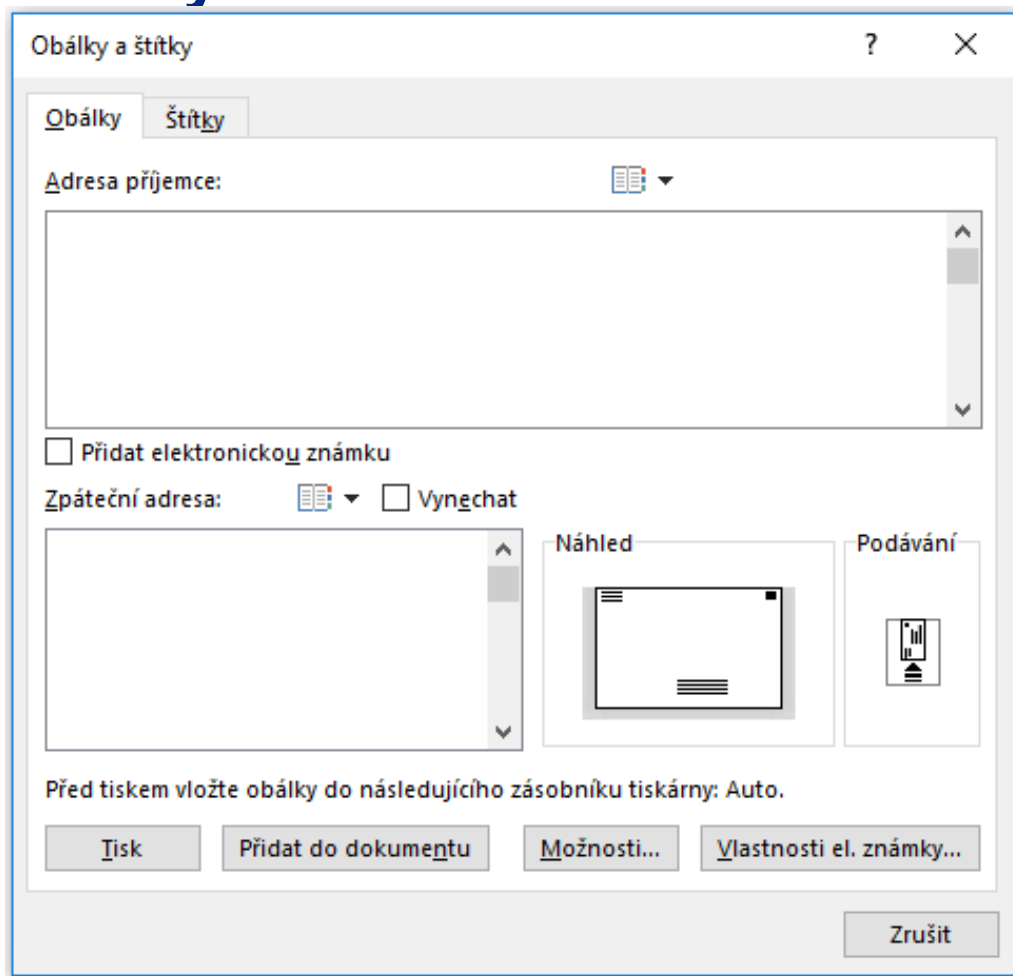 Obálky a štítky
Obálky Štítky
Adresa příjemce:
Přidat elektronickou známku
Zpáteční adresa: Vynechat
Náhled Podávání
Před tiskem vložte obálky do následujícího zásobníku tiskárny: Auto.
Tisk Přidat do dokumentu Možnosti... Vlastnosti el. známky...
Zrušit